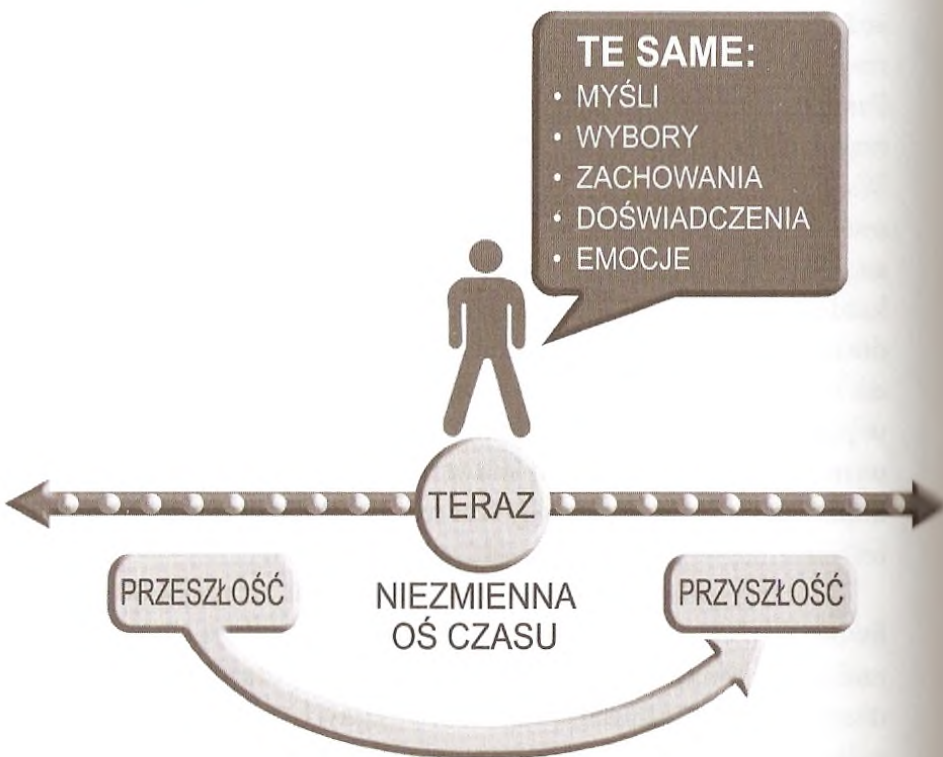 TE SAME:
• MYŚLI
• WYBORY
• ZACHOWANIA
• DOŚWIADCZENIA
• EMOCJE
TERAZ
PRZESZŁOŚĆ
NIEZMIENNA
OŚ CZASU
PRZYSZŁOŚĆ